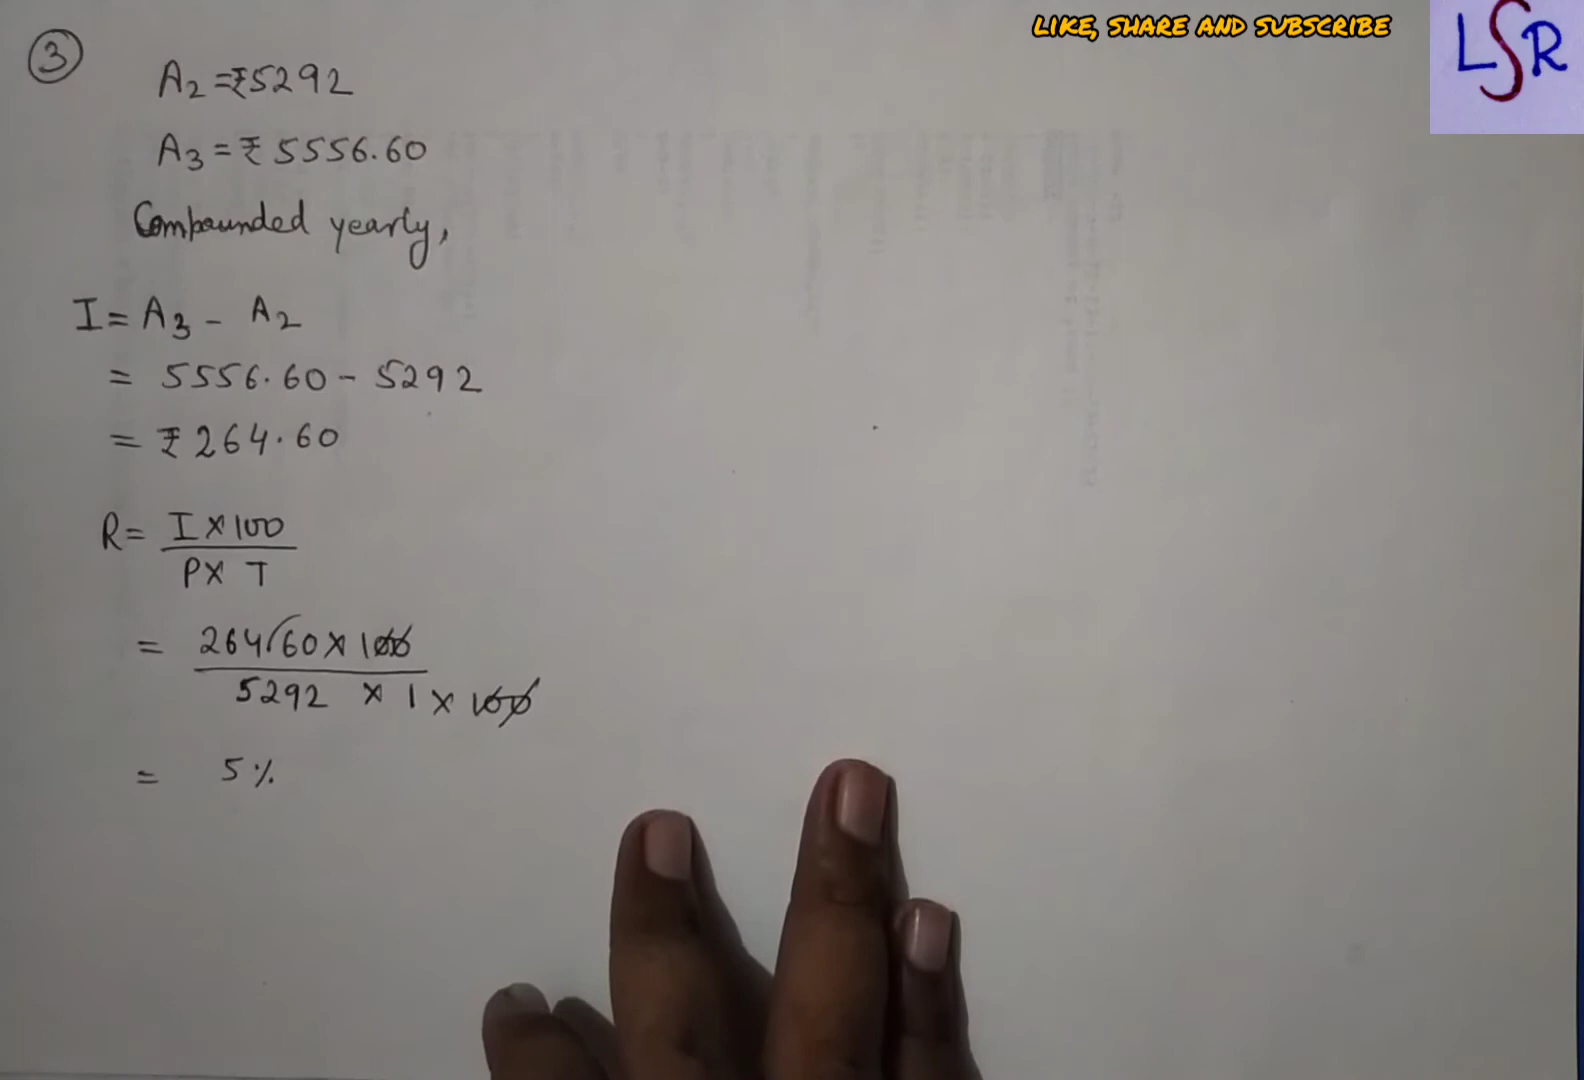 LIKE, SHARE AND SUBSCRIBE
LSR
3
A2 = ₹5292
A3 = ₹ 5556.60
Compounded yearly,
I = A3 - A2
= 5556.60 - 5292
= ₹ 264.60
R = I × 100
P × T
= 264.60 × 100
5292 × 1 × 100
= 5%